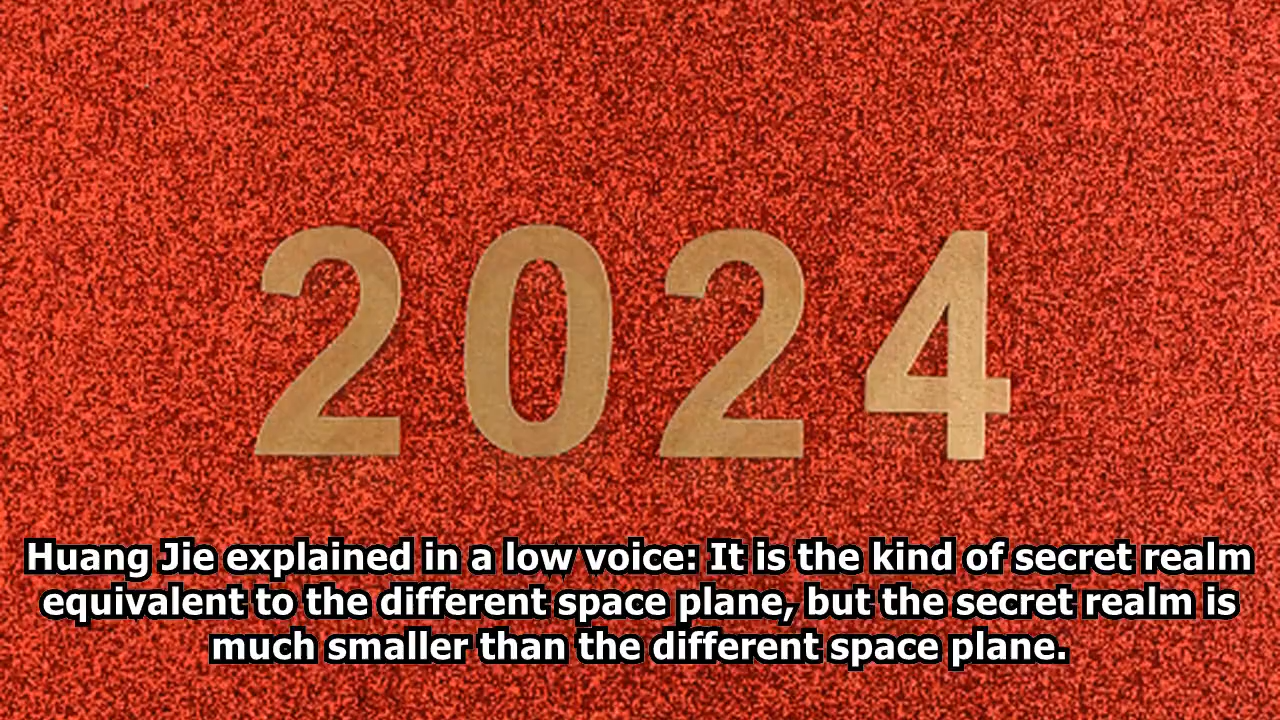 2024
Huang Jie explained in a low voice: It is the kind of secret realm
equivalent to the different space plane, but the secret realm is
much smaller than the different space plane.